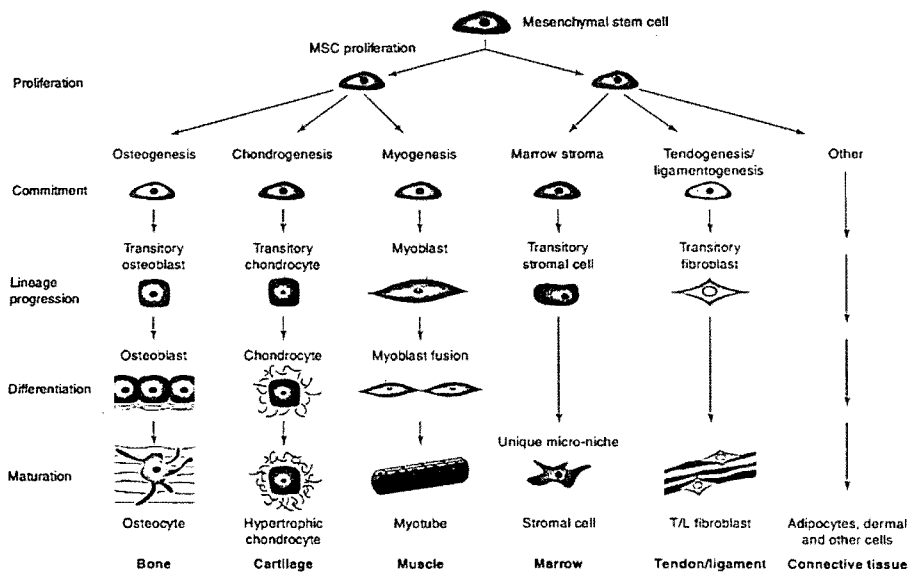 Mesenchymal stem cell
MSC proliferation
Proliferation
Osteogenesis Chondrogenesis Myogenesis Marrow stroma Tendogenesis/ Other
ligamentogenesis
Commitment
Transitory Transitory Myoblast Transitory Transitory
osteoblast chondrocyte stromal cell fibroblast
Lineage
progression
Osteoblast Chondrocyte Myoblast fusion
Differentiation
Unique micro-niche
Maturation
Osteocyte Hypertrophic Myotube Stromal cell T/L fibroblast Adipocytes, dermal
chondrocyte and other cells
Bone Cartilage Muscle Marrow Tendon/ligament Connective tissue